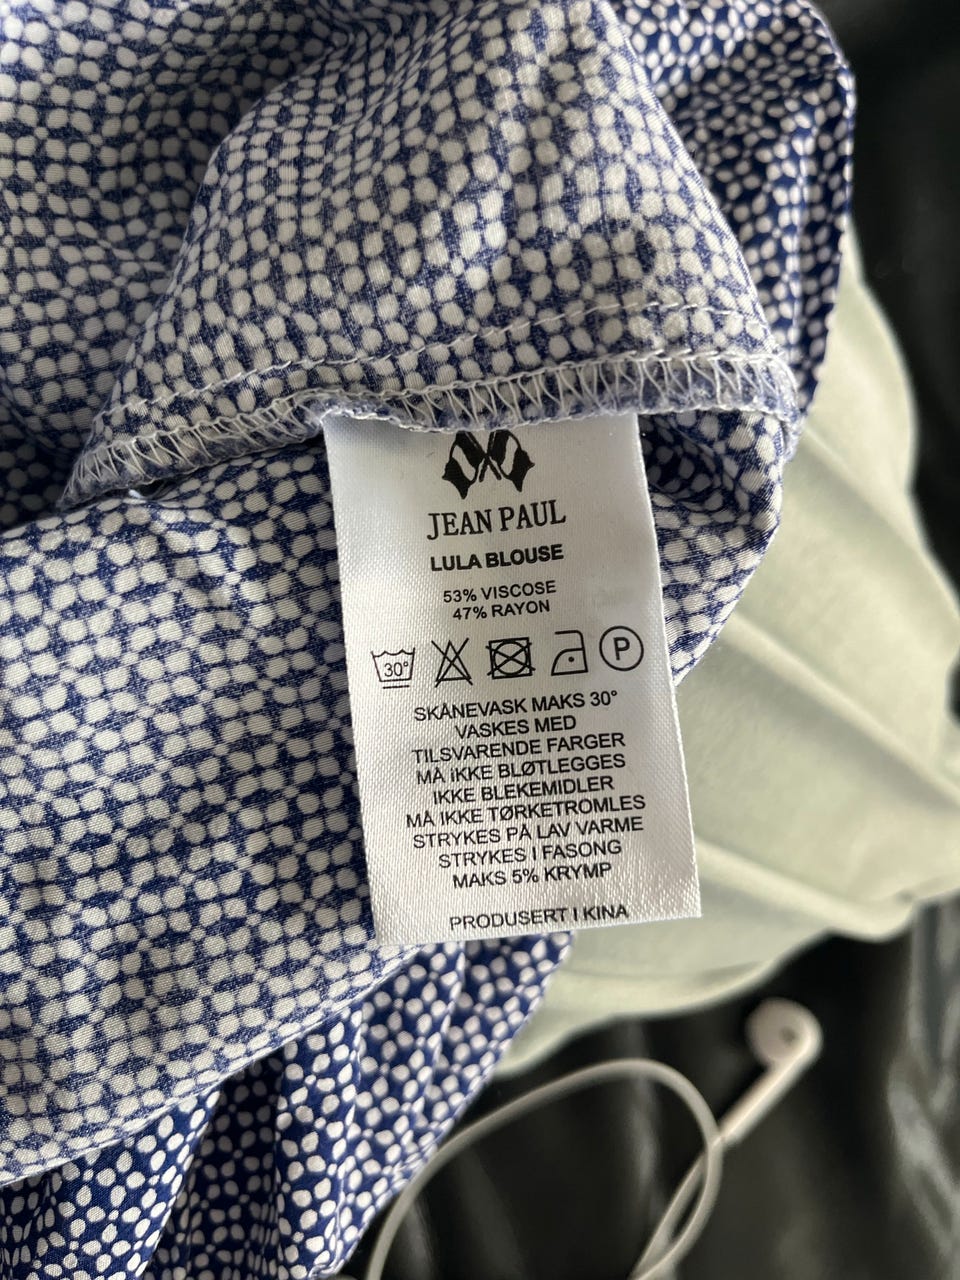 JEAN PAUL
LULA BLOUSE
53% VISCOSE
47% RAYON
30° P
SKÅNEVASK MAKS 30°
VASKES MED
TILSVARENDE FARGER
MÅ IKKE BLØTLEGGES
IKKE BLEKEMIDLER
MÅ IKKE TØRKETROMLES
STRYKES PÅ LAV VARME
STRYKES I FASONG
MAKS 5% KRYMP
PRODUSERT I KINA